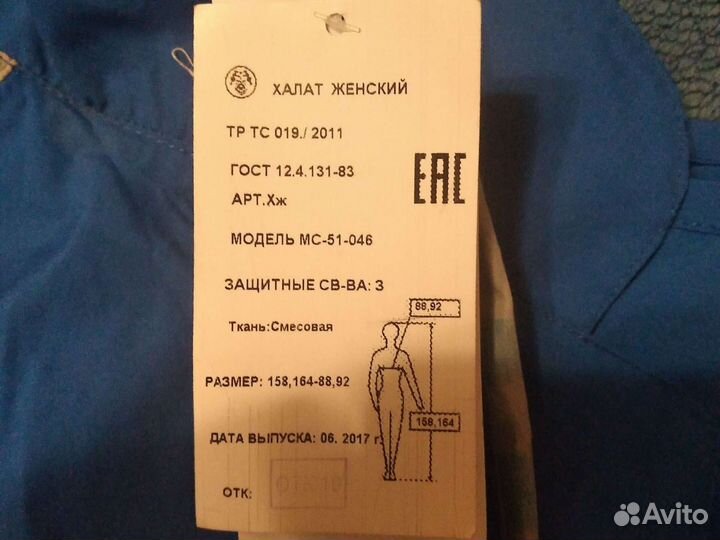 ХАЛАТ ЖЕНСКИЙ
ТР ТС 019./ 2011
ГОСТ 12.4.131-83
EAC
АРТ.Хж
МОДЕЛЬ МС-51-046
ЗАЩИТНЫЕ СВ-ВА: З
88,92
Ткань:Смесовая
РАЗМЕР: 158,164-88,92
158,164
ДАТА ВЫПУСКА: 06. 2017 г.
ОТК:
Avito